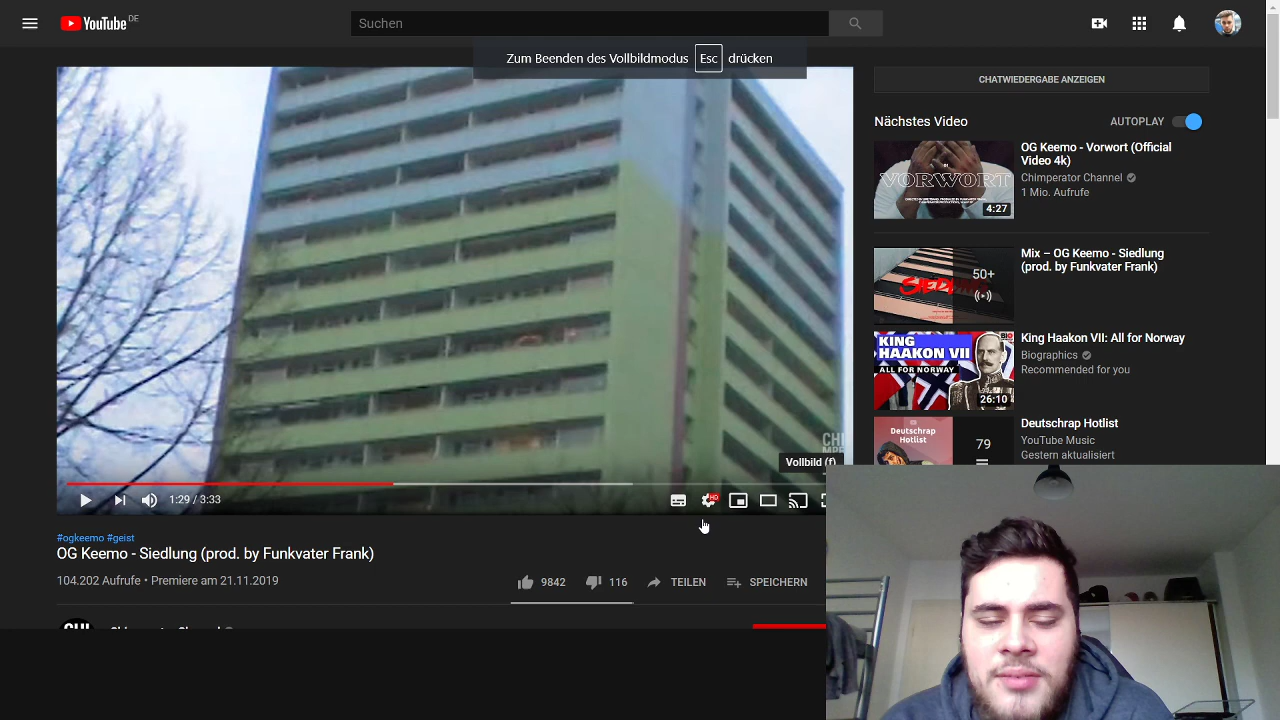 YouTube DE
Suchen
Zum Beenden des Vollbildmodus Esc drücken
CHATWIEDERGABE ANZEIGEN
Nächstes Video
AUTOPLAY
VORWORT
4:27
OG Keemo - Vorwort (Official
Video 4k)
Chimperator Channel
1 Mio. Aufrufe
50+
Mix – OG Keemo - Siedlung
(prod. by Funkvater Frank)
KING
HAAKON VII
ALL FOR NORWAY
BIO
26:10
King Haakon VII: All for Norway
Biographics
Recommended for you
Deutschrap
Hotlist
79
Deutschrap Hotlist
YouTube Music
Gestern aktualisiert
CHI
MPE
Vollbild (f)
1:29 / 3:33
HD
#ogkeemo #geist
OG Keemo - Siedlung (prod. by Funkvater Frank)
104.202 Aufrufe • Premiere am 21.11.2019
9842
116
TEILEN
SPEICHERN